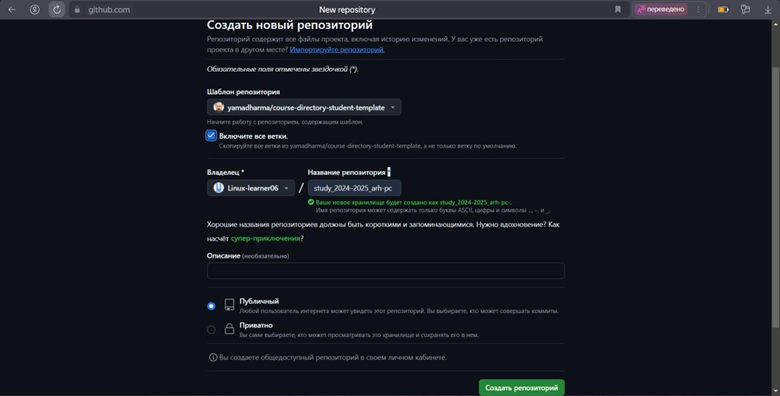 github.com
New repository
переведено
Создать новый репозиторий
Репозиторий содержит все файлы проекта, включая историю изменений. У вас уже есть репозиторий
проекта в другом месте? Импортируйте репозиторий.
Обязательные поля отмечены звездочкой (*).
Шаблон репозитория
yamadharma/course-directory-student-template
Начните работу с репозиторием, содержащим шаблон.
Включите все ветки.
Скопируйте все ветки из yamadharma/course-directory-student-template, а не только ветку по умолчанию.
Владелец *
Название репозитория *
Linux-learner06
/
study_2024–2025_arh-pc
Ваше новое хранилище будет создано как study_2024-2025_arh-pc-.
Имя репозитория может содержать только буквы ASCII, цифры и символы ., -, и _.
Хорошие названия репозиториев должны быть короткими и запоминающимися. Нужно вдохновение? Как
насчёт супер-приключения?
Описание (необязательно)
Публичный
Любой пользователь интернета может увидеть этот репозиторий. Вы выбираете, кто может совершать коммиты.
Приватно
Вы сами выбираете, кто может просматривать это хранилище и сохранять его в нем.
Вы создаете общедоступный репозиторий в своем личном кабинете.
Создать репозиторий